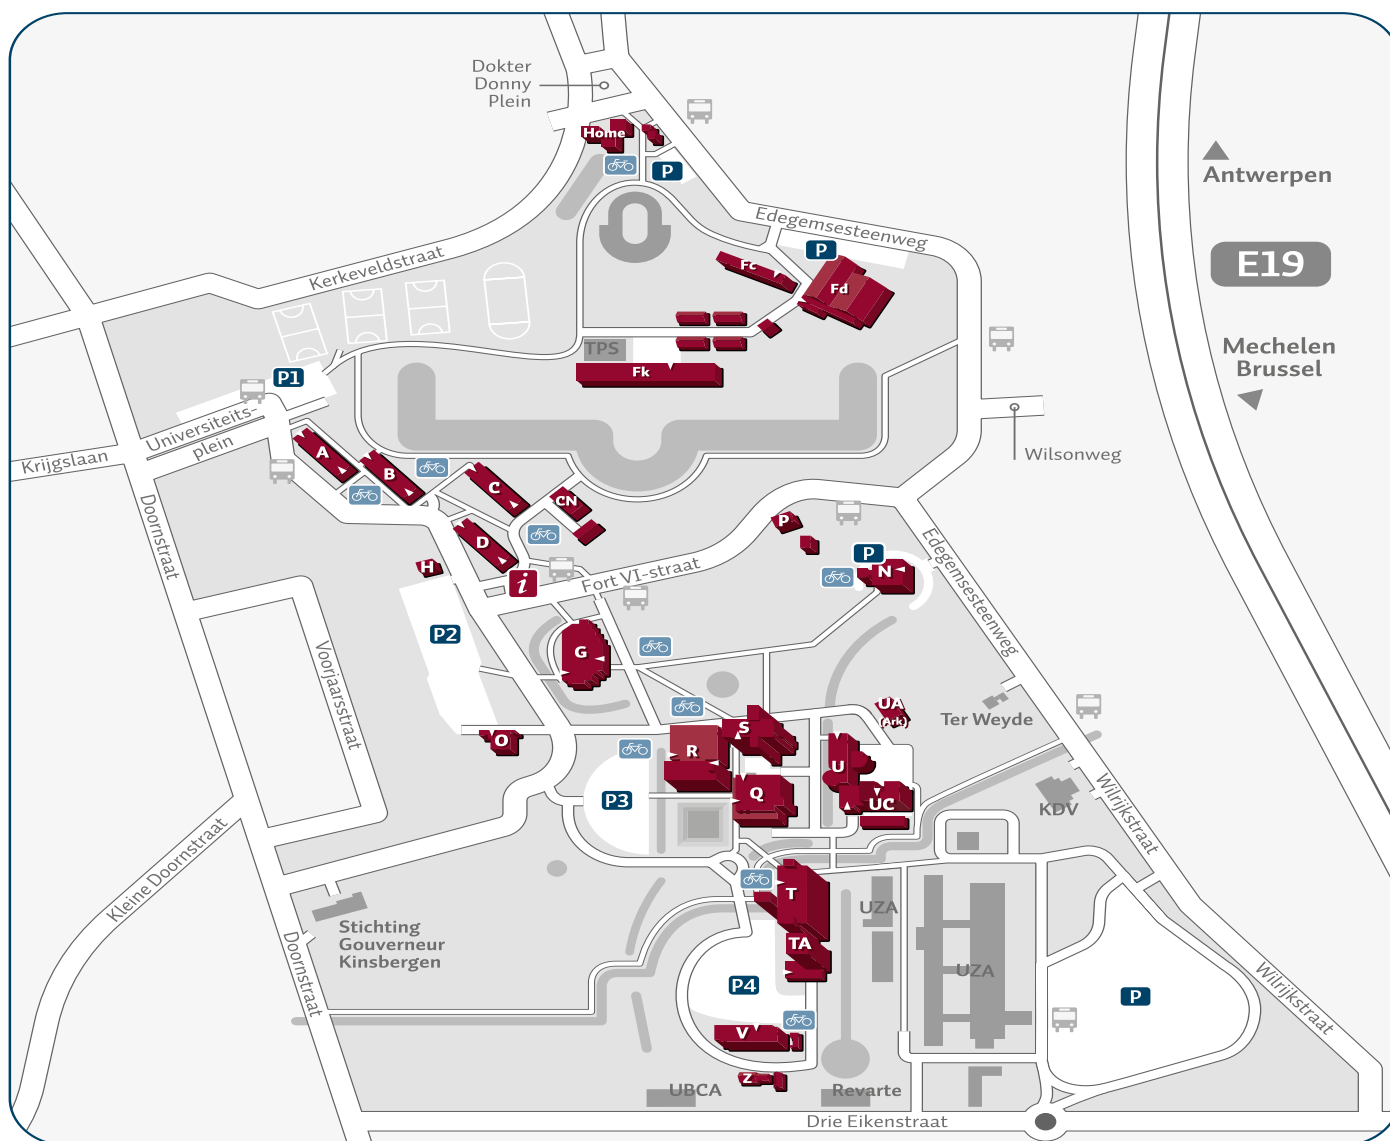 Dokter
Donny
Plein
Home
P
Antwerpen
Edegemsesteenweg
Kerkeveldstraat
P
E19
Fc
Fd
Mechelen
Brussel
TPS
Fk
P1
Universiteits-
plein
Krijgslaan
Wilsonweg
A
B
C
CN
Doornstraat
D
P
P
N
H
i
Fort VI-straat
Edegemsesteenweg
P2
Voorjaarsstraat
G
UA
(Ark)
Ter Weyde
O
S
R
U
Q
UC
P3
KDV
Wilrijkstraat
Kleine Doornstraat
T
UZA
Stichting
Gouverneur
Kinsbergen
Doornstraat
TA
UZA
P4
P
Wilrijkstraat
V
Z
UBCA
Revarte
Drie Eikenstraat